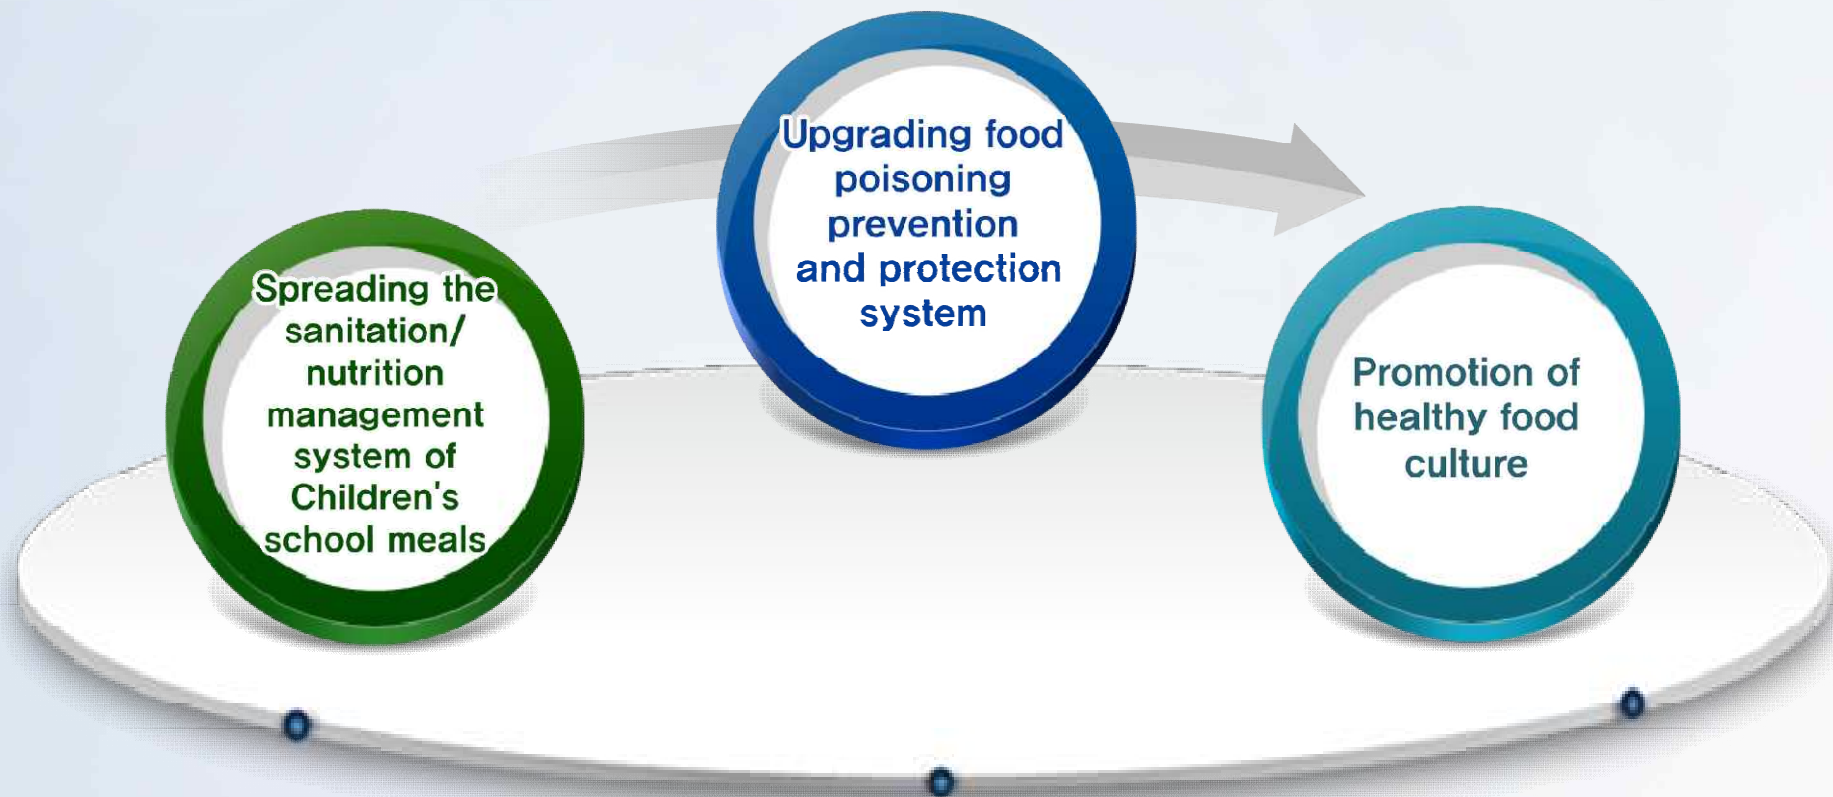 Spreading the
sanitation/
nutrition
management
system of
Children's
school meals
Upgrading food
poisoning
prevention
and protection
system
Promotion of
healthy food
culture